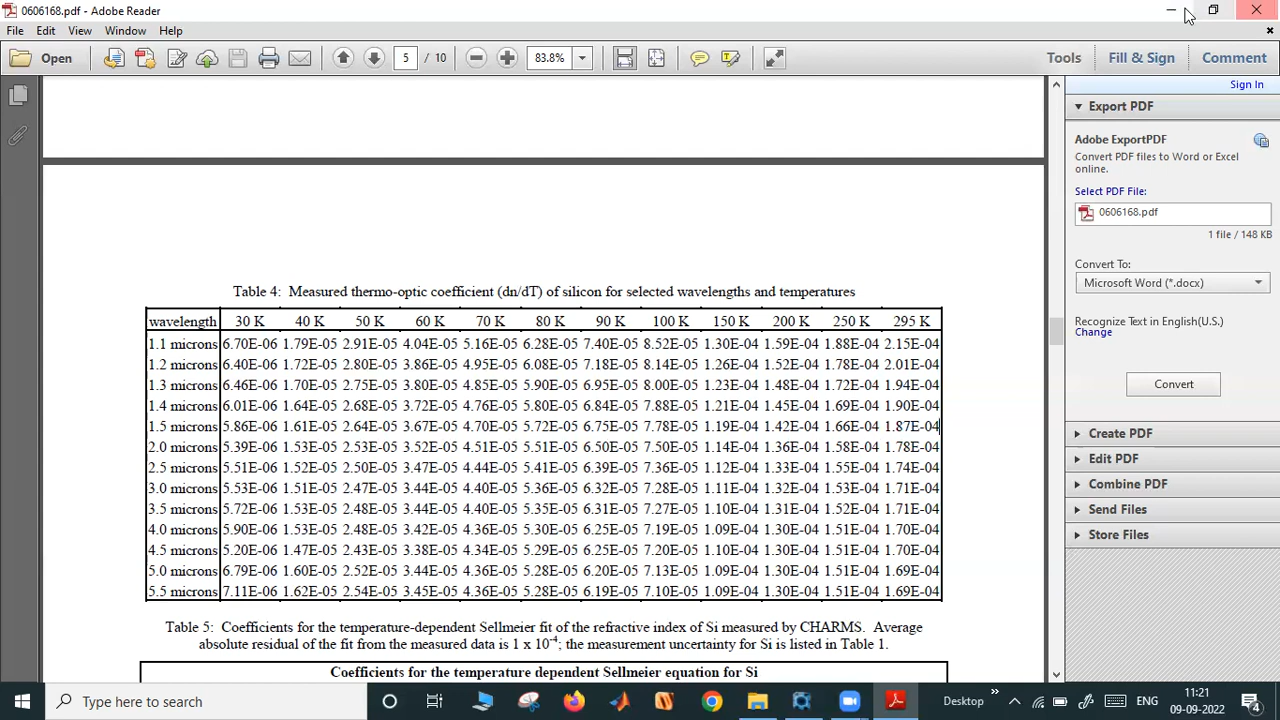 0606168.pdf - Adobe Reader
File Edit View Window Help
Open 5 / 10 83.8% Tools Fill & Sign Comment
Sign In
Export PDF
Adobe ExportPDF
Convert PDF files to Word or Excel
online.
Select PDF File:
0606168.pdf
1 file / 148 KB
Convert To:
Microsoft Word (*.docx)
Recognize Text in English(U.S.)
Change
Convert
Create PDF
Edit PDF
Combine PDF
Send Files
Store Files
Table 4: Measured thermo-optic coefficient (dn/dT) of silicon for selected wavelengths and temperatures
wavelength 30 K 40 K 50 K 60 K 70 K 80 K 90 K 100 K 150 K 200 K 250 K 295 K
1.1 microns 6.70E-06 1.79E-05 2.91E-05 4.04E-05 5.16E-05 6.28E-05 7.40E-05 8.52E-05 1.30E-04 1.59E-04 1.88E-04 2.15E-04
1.2 microns 6.40E-06 1.72E-05 2.80E-05 3.86E-05 4.95E-05 6.08E-05 7.18E-05 8.14E-05 1.26E-04 1.52E-04 1.78E-04 2.01E-04
1.3 microns 6.46E-06 1.70E-05 2.75E-05 3.80E-05 4.85E-05 5.90E-05 6.95E-05 8.00E-05 1.23E-04 1.48E-04 1.72E-04 1.94E-04
1.4 microns 6.01E-06 1.64E-05 2.68E-05 3.72E-05 4.76E-05 5.80E-05 6.84E-05 7.88E-05 1.21E-04 1.45E-04 1.69E-04 1.90E-04
1.5 microns 5.86E-06 1.61E-05 2.64E-05 3.67E-05 4.70E-05 5.72E-05 6.75E-05 7.78E-05 1.19E-04 1.42E-04 1.66E-04 1.87E-04
2.0 microns 5.39E-06 1.53E-05 2.53E-05 3.52E-05 4.51E-05 5.51E-05 6.50E-05 7.50E-05 1.14E-04 1.36E-04 1.58E-04 1.78E-04
2.5 microns 5.51E-06 1.52E-05 2.50E-05 3.47E-05 4.44E-05 5.41E-05 6.39E-05 7.36E-05 1.12E-04 1.33E-04 1.55E-04 1.74E-04
3.0 microns 5.53E-06 1.51E-05 2.47E-05 3.44E-05 4.40E-05 5.36E-05 6.32E-05 7.28E-05 1.11E-04 1.32E-04 1.53E-04 1.71E-04
3.5 microns 5.72E-06 1.53E-05 2.48E-05 3.44E-05 4.40E-05 5.35E-05 6.31E-05 7.27E-05 1.10E-04 1.31E-04 1.52E-04 1.71E-04
4.0 microns 5.90E-06 1.53E-05 2.48E-05 3.42E-05 4.36E-05 5.30E-05 6.25E-05 7.19E-05 1.09E-04 1.30E-04 1.51E-04 1.70E-04
4.5 microns 5.20E-06 1.47E-05 2.43E-05 3.38E-05 4.34E-05 5.29E-05 6.25E-05 7.20E-05 1.10E-04 1.30E-04 1.51E-04 1.70E-04
5.0 microns 6.79E-06 1.60E-05 2.52E-05 3.44E-05 4.36E-05 5.28E-05 6.20E-05 7.13E-05 1.09E-04 1.30E-04 1.51E-04 1.69E-04
5.5 microns 7.11E-06 1.62E-05 2.54E-05 3.45E-05 4.36E-05 5.28E-05 6.19E-05 7.10E-05 1.09E-04 1.30E-04 1.51E-04 1.69E-04
Table 5: Coefficients for the temperature-dependent Sellmeier fit of the refractive index of Si measured by CHARMS. Average
absolute residual of the fit from the measured data is 1 x 10⁻⁴; the measurement uncertainty for Si is listed in Table 1.
Coefficients for the temperature dependent Sellmeier equation for Si
Type here to search
Desktop
ENG
11:21
09-09-2022
4